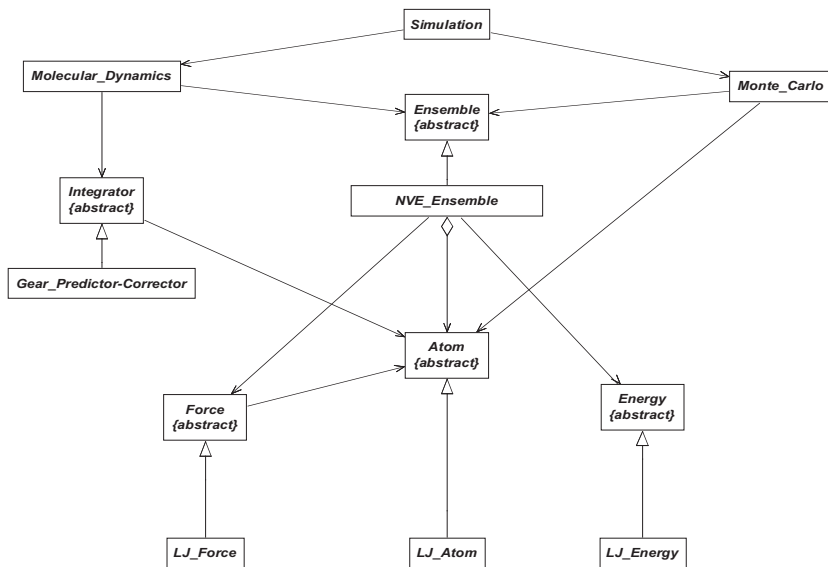 Simulation
Molecular_Dynamics
Monte_Carlo
Ensemble
{abstract}
Integrator
{abstract}
NVE_Ensemble
Gear_Predictor-Corrector
Atom
{abstract}
Force
{abstract}
Energy
{abstract}
LJ_Force
LJ_Atom
LJ_Energy